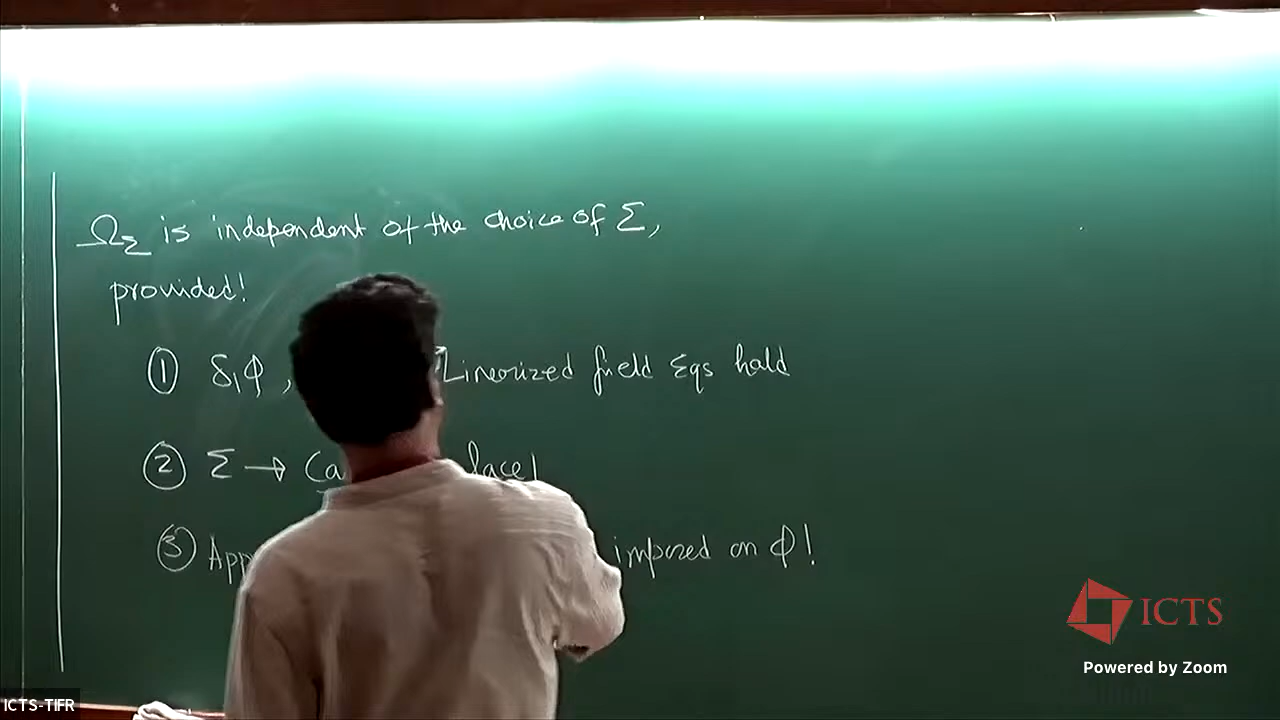 Ω_Σ is independent of the choice of Σ,
provided!
① δ₁φ , Linearized field Eqs hold
② Σ → Ca face!
③ App imposed on φ!
ICTS
Powered by Zoom
ICTS-TIFR